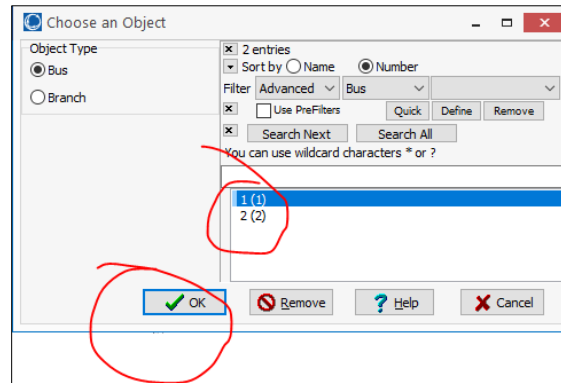 Choose an Object
Object Type
Bus
Branch
2 entries
Sort by Name Number
Filter Advanced Bus
Use PreFilters Quick Define Remove
Search Next Search All
You can use wildcard characters * or ?
1 (1)
2 (2)
OK Remove ? Help Cancel